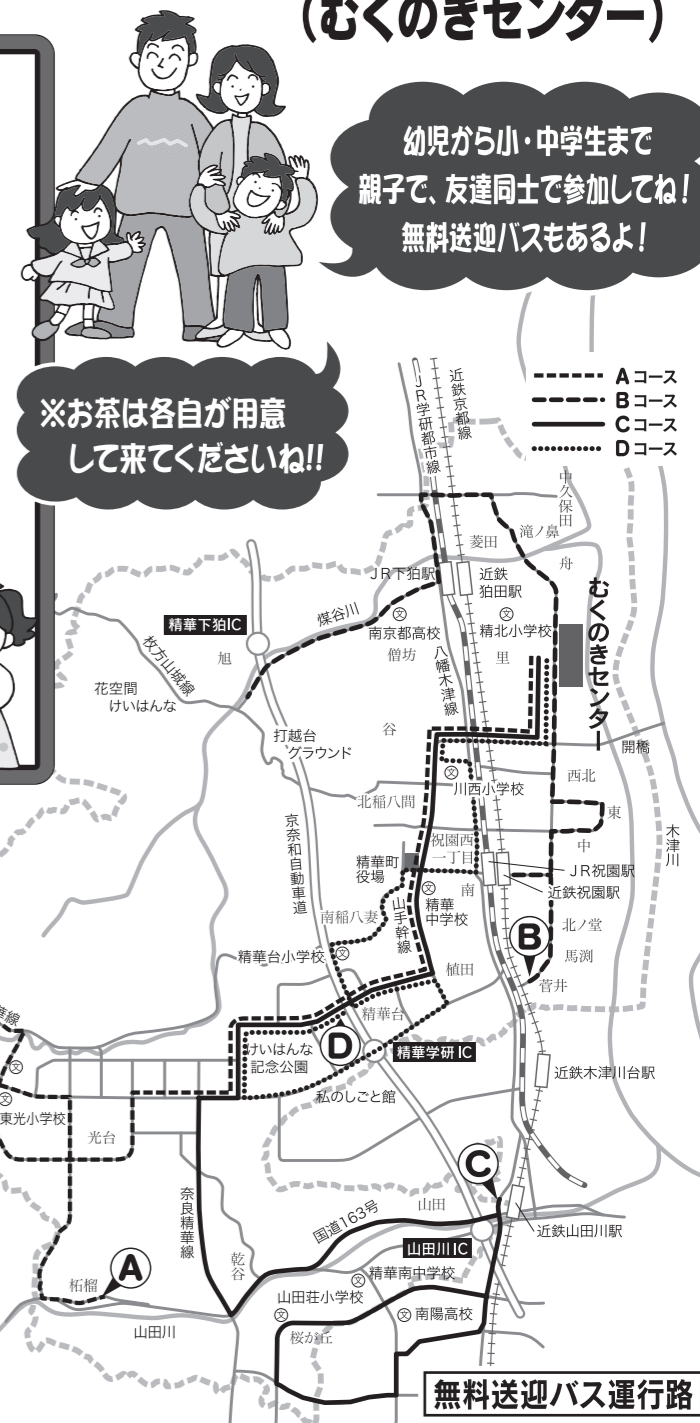 (むくのきセンター)
幼児から小・中学生まで
親子で、友達同士で参加してね!
無料送迎バスもあるよ!
※お茶は各自が用意
して来てくださいね!!
Aコース
Bコース
Cコース
Dコース
近鉄京都線
JR学研都市線
中久保田
滝ノ鼻
菱田
舟
JR下狛駅
近鉄
狛田駅
むくのきセンター
精華下狛IC
煤谷川
南京都高校
精北小学校
旭
僧坊
八幡木津線
里
枚方山城線
花空間
けいはんな
打越台
グラウンド
谷
開橋
川西小学校
西北
北稲八間
東
京奈和自動車道
祝園西
一丁目
中
木津川
精華町
役場
JR祝園駅
近鉄祝園駅
南
精華
中学校
山手幹線
南稲八妻
B
北ノ堂
馬渕
精華台小学校
植田
菅井
精華台
華線
けいはんな
記念公園
D
精華学研IC
近鉄木津川台駅
私のしごと館
東光小学校
光台
C
奈良精華線
山田
国道163号
近鉄山田川駅
乾谷
山田川IC
A
柘榴
精華南中学校
山田荘小学校
南陽高校
山田川
桜が丘
無料送迎バス運行路